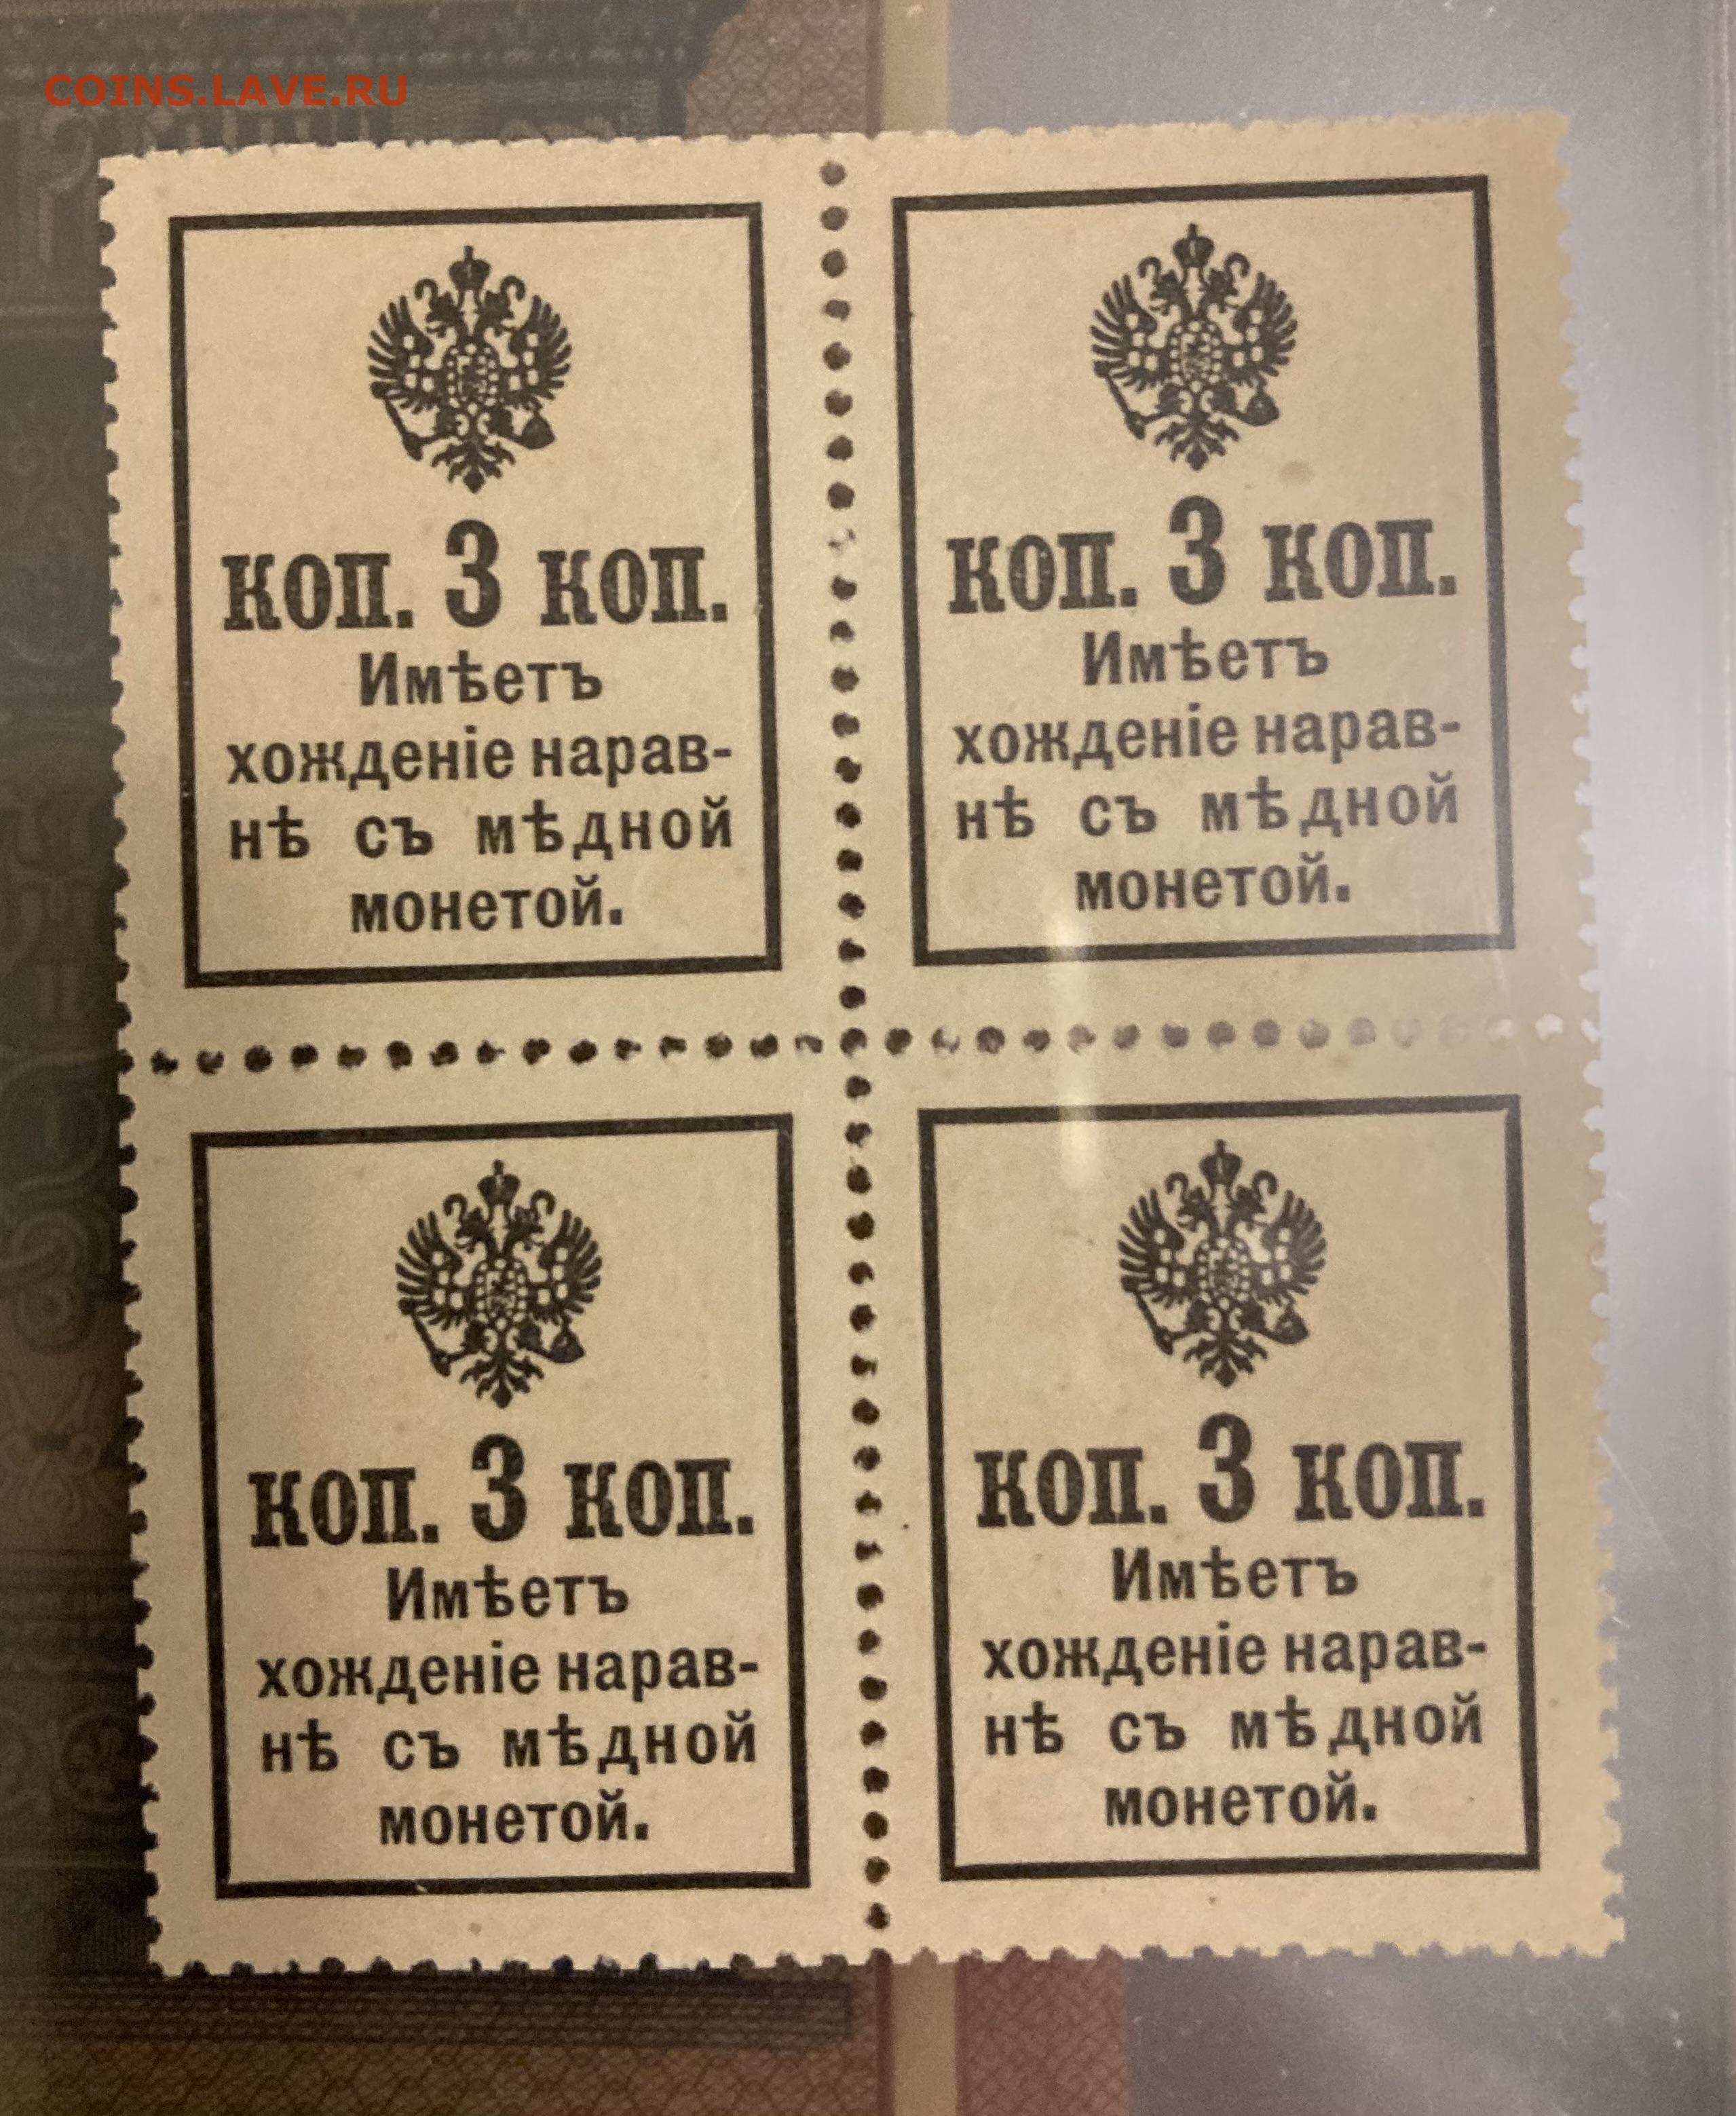 COINS.LAVE.RU
коп. 3 коп.
Имѣетъ
хожденіе нарав-
нѣ съ мѣдной
монетой.
коп. 3 коп.
Имѣетъ
хожденіе нарав-
нѣ съ мѣдной
монетой.
коп. 3 коп.
Имѣетъ
хожденіе нарав-
нѣ съ мѣдной
монетой.
коп. 3 коп.
Имѣетъ
хожденіе нарав-
нѣ съ мѣдной
монетой.